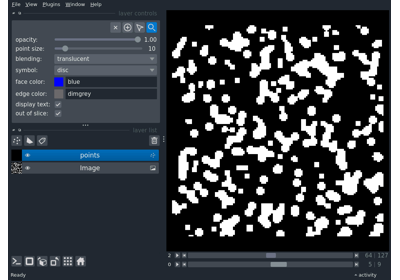 File View Plugins Window Help
layer controls
opacity: 1.00
point size: 10
blending: translucent
symbol: disc
face color: blue
edge color: dimgrey
display text:
out of slice:
layer list
points
Image
2 64 127
0 5 9
Ready activity